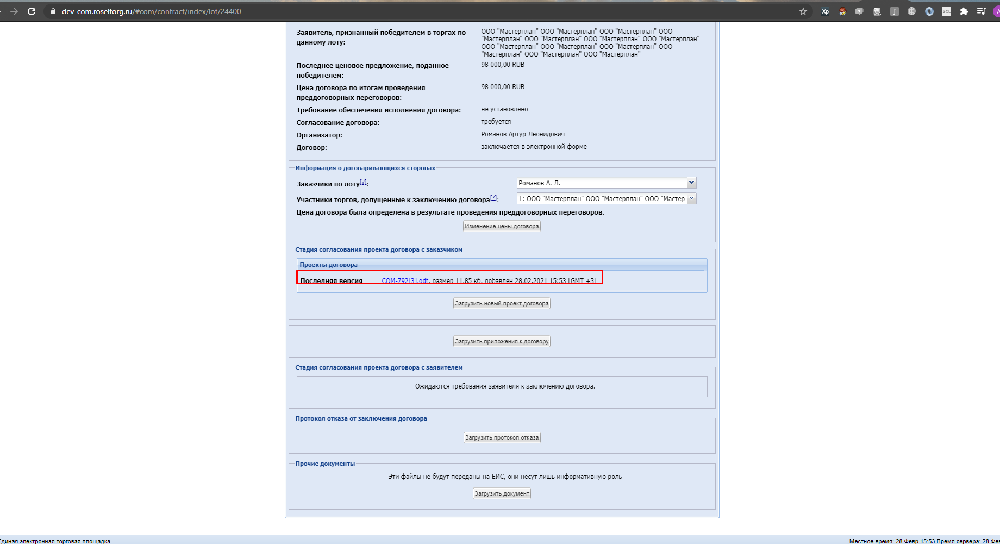 dev-com.roseltorg.ru/#com/contract/index/lot/24400
Заявитель, признанный победителем в торгах по
данному лоту:
ООО "Мастерплан" ООО "Мастерплан" ООО "Мастерплан" ООО
"Мастерплан" ООО "Мастерплан" ООО "Мастерплан" ООО "Мастерплан"
ООО "Мастерплан" ООО "Мастерплан" ООО "Мастерплан" ООО
"Мастерплан" ООО "Мастерплан" ООО "Мастерплан"
Последнее ценовое предложение, поданное
победителем:
98 000,00 RUB
Цена договора по итогам проведения
преддоговорных переговоров:
98 000,00 RUB
Требование обеспечения исполнения договора:
не установлено
Согласование договора:
требуется
Организатор:
Романов Артур Леонидович
Договор:
заключается в электронной форме
Информация о договаривающихся сторонах
Заказчики по лоту[?]:
Романов А. Л.
Участники торгов, допущенные к заключению договора[?]:
1: ООО "Мастерплан" ООО "Мастерплан" ООО "Мастер
Цена договора была определена в результате проведения преддоговорных переговоров.
Изменение цены договора
Стадия согласования проекта договора с заказчиком
Проекты договора
Последняя версия
COM-792[3].odt, размер 11.85 кб, добавлен 28.02.2021 15:53 [GMT +3]
Загрузить новый проект договора
Загрузить приложения к договору
Стадия согласования проекта договора с заявителем
Ожидаются требования заявителя к заключению договора.
Протокол отказа от заключения договора
Загрузить протокол отказа
Прочие документы
Эти файлы не будут переданы на ЕИС, они несут лишь информативную роль
Загрузить документ
Единая электронная торговая площадка
Местное время: 28 Февр 15:53 Время сервера: 28 Фев